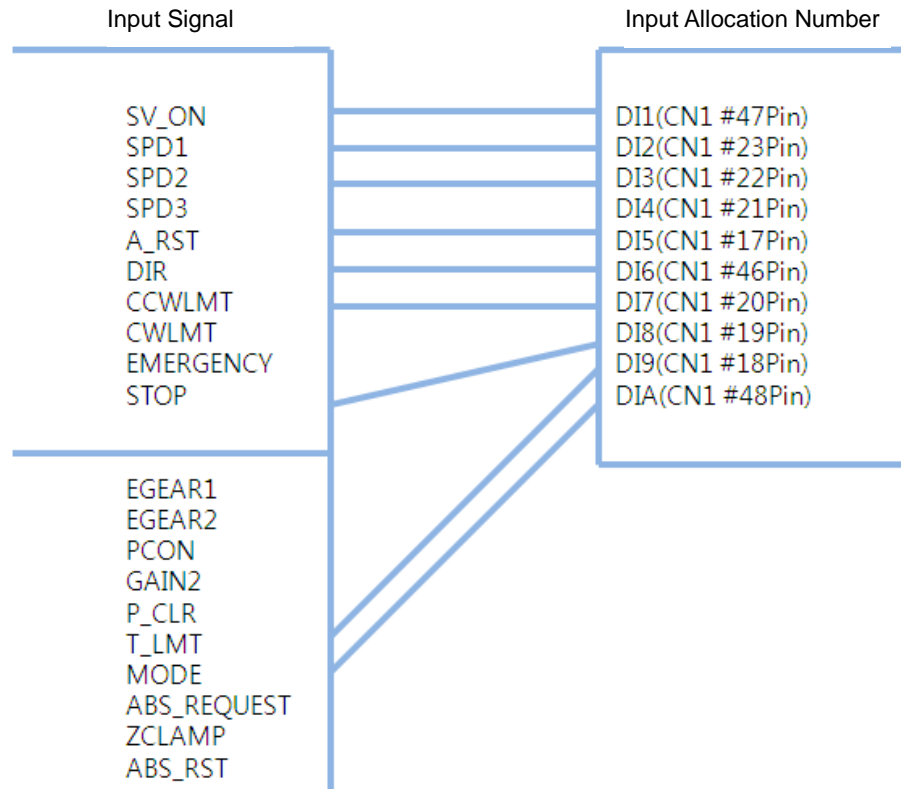 Input Signal
Input Allocation Number
SV_ON
SPD1
SPD2
SPD3
A_RST
DIR
CCWLMT
CWLMT
EMERGENCY
STOP
EGEAR1
EGEAR2
PCON
GAIN2
P_CLR
T_LMT
MODE
ABS_REQUEST
ZCLAMP
ABS_RST
DI1(CN1 #47Pin)
DI2(CN1 #23Pin)
DI3(CN1 #22Pin)
DI4(CN1 #21Pin)
DI5(CN1 #17Pin)
DI6(CN1 #46Pin)
DI7(CN1 #20Pin)
DI8(CN1 #19Pin)
DI9(CN1 #18Pin)
DIA(CN1 #48Pin)